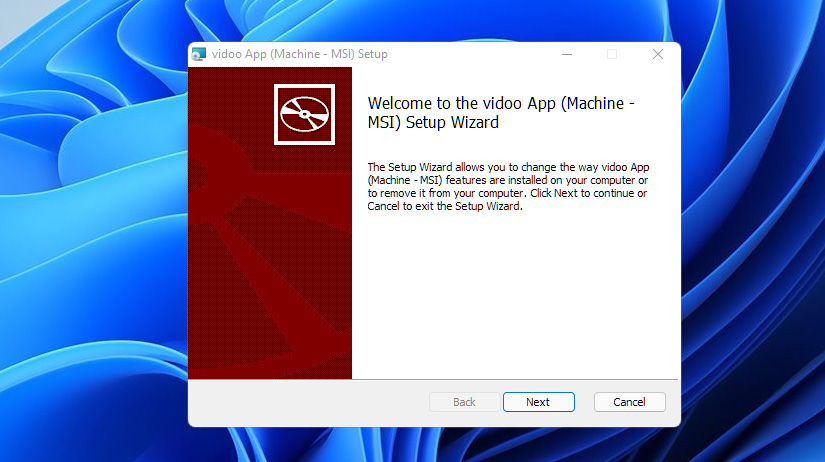 vidoo App (Machine - MSI) Setup
Welcome to the vidoo App (Machine -
MSI) Setup Wizard
The Setup Wizard allows you to change the way vidoo App
(Machine - MSI) features are installed on your computer or
to remove it from your computer. Click Next to continue or
Cancel to exit the Setup Wizard.
Back
Next
Cancel